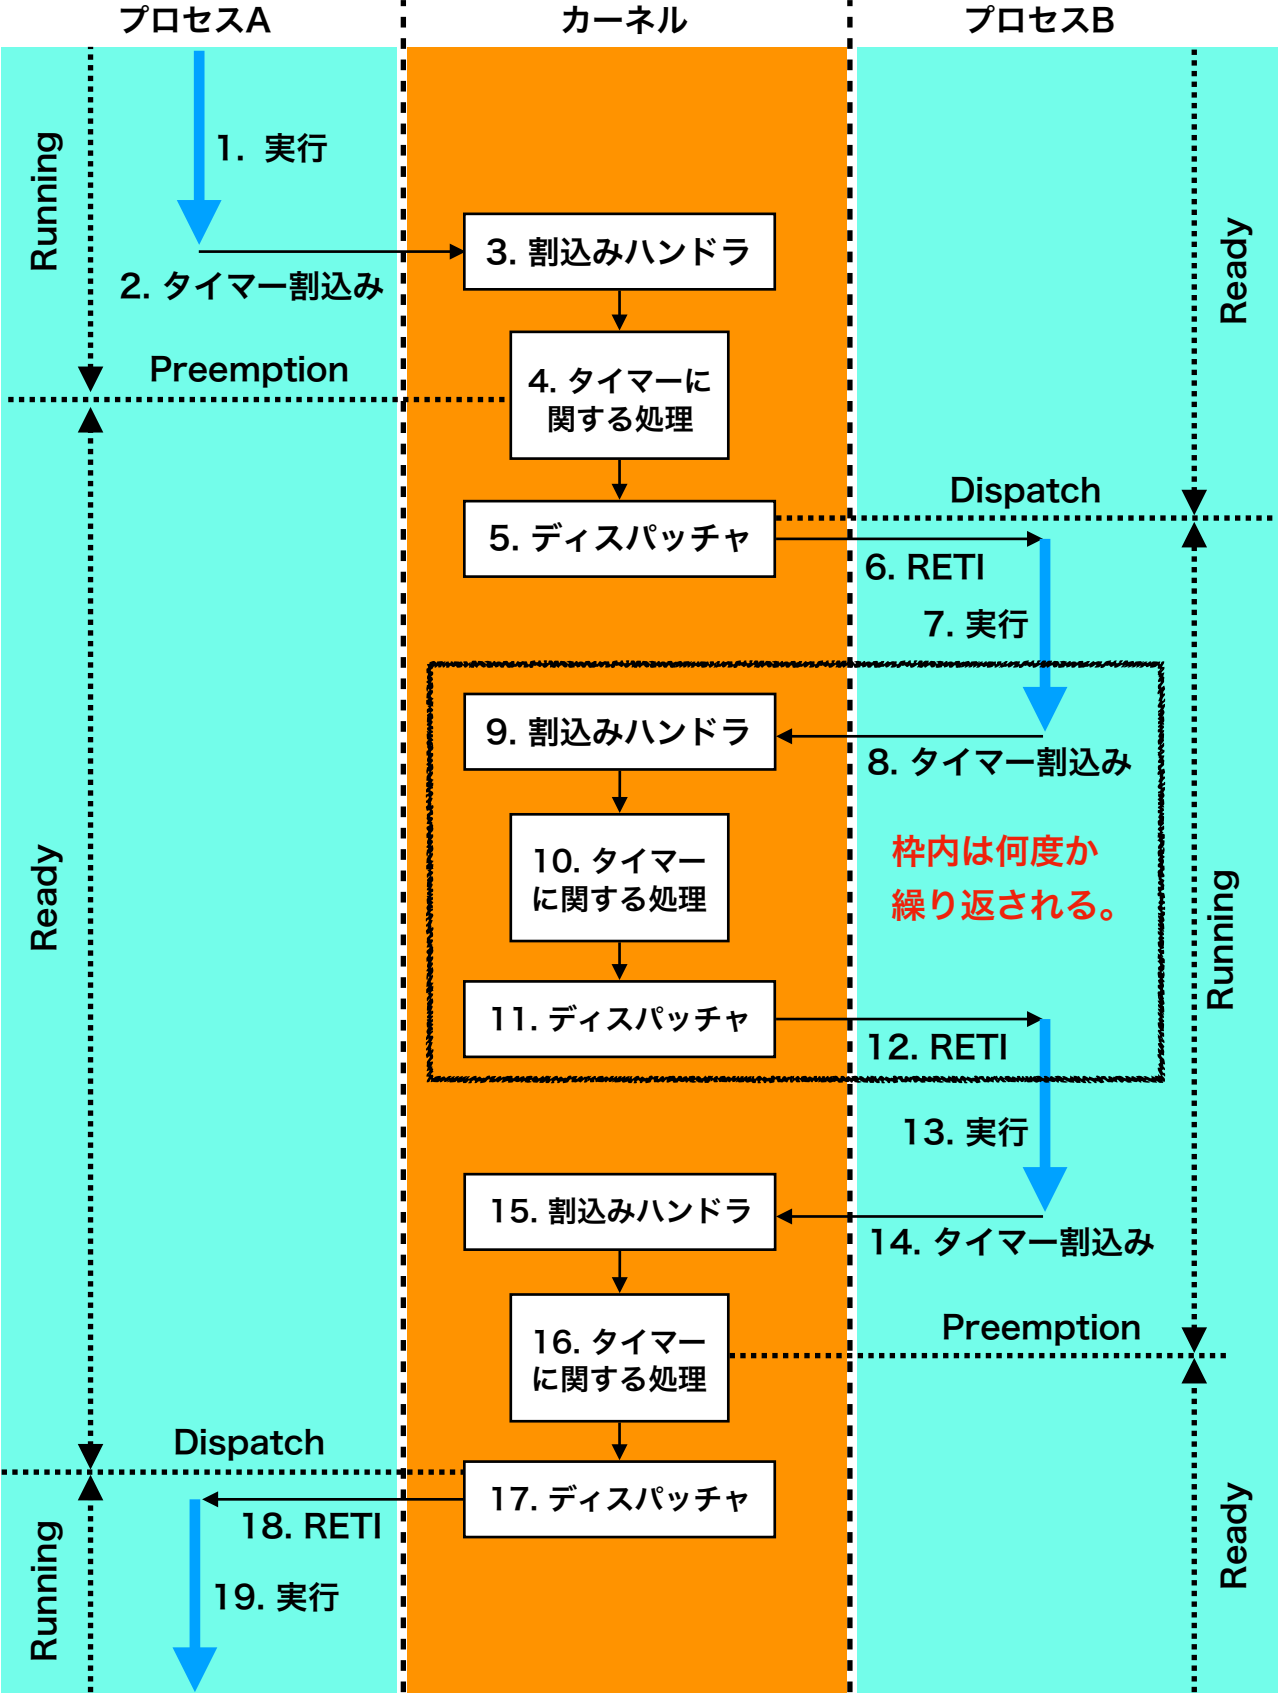 プロセスA
カーネル
プロセスB
Running
1. 実行
2. タイマー割込み
3. 割込みハンドラ
Ready
Preemption
4. タイマーに
関する処理
Dispatch
5. ディスパッチャ
6. RETI
7. 実行
9. 割込みハンドラ
8. タイマー割込み
10. タイマー
に関する処理
枠内は何度か
繰り返される。
Ready
Running
11. ディスパッチャ
12. RETI
13. 実行
15. 割込みハンドラ
14. タイマー割込み
16. タイマー
に関する処理
Preemption
Dispatch
17. ディスパッチャ
18. RETI
Ready
Running
19. 実行